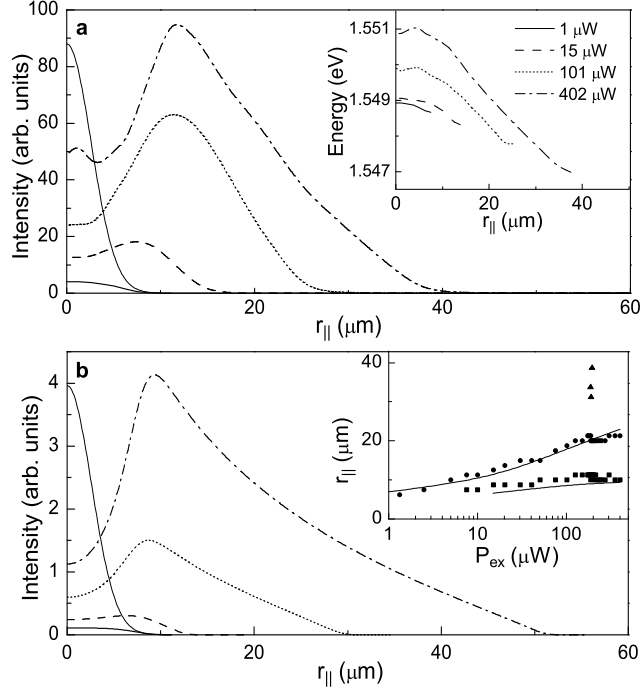 a
100
80
60
40
20
0
Intensity (arb. units)
0 20 40 60
r|| (μm)
1.551
1.549
1.547
Energy (eV)
0 20 40
r|| (μm)
1 μW
15 μW
101 μW
402 μW
b
4
3
2
1
0
Intensity (arb. units)
0 20 40 60
r|| (μm)
40
20
0
r|| (μm)
1 10 100
Pex (μW)